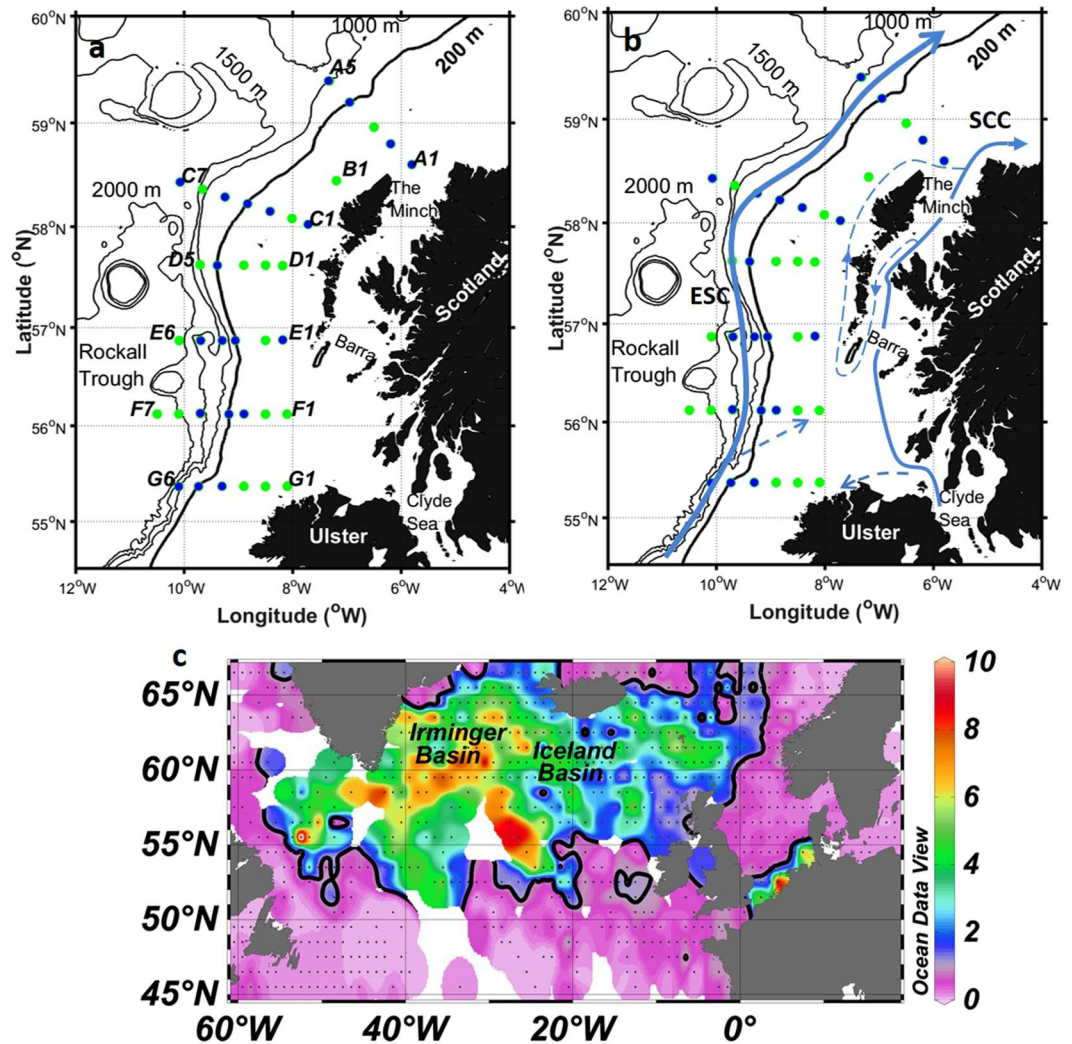 a
60°N
59°N
58°N
57°N
56°N
55°N
Latitude (°N)
1000 m
200 m
1500 m
2000 m
A5
A1
B1
C7
C1
The
Minch
D5
D1
E6
E1
Rockall
Trough
Barra
Scotland
F7
F1
G6
G1
Clyde
Sea
Ulster
12°W
10°W
8°W
6°W
4°W
Longitude (°W)
b
60°N
59°N
58°N
57°N
56°N
55°N
Latitude (°N)
1000 m
200 m
1500 m
SCC
2000 m
The
Minch
ESC
Rockall
Trough
Barra
Scotland
Clyde
Sea
Ulster
12°W
10°W
8°W
6°W
4°W
Longitude (°W)
c
65°N
60°N
55°N
50°N
45°N
Irminger
Basin
Iceland
Basin
60°W
40°W
20°W
0°
Ocean Data View
10
8
6
4
2
0